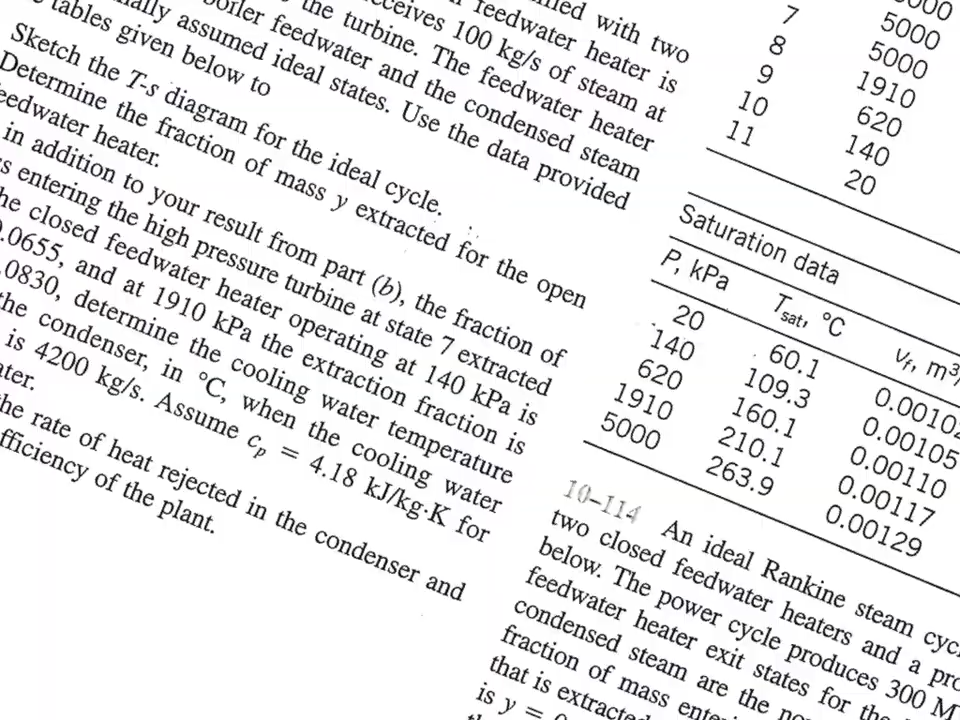 with two
feedwater heater is
receives 100 kg/s of steam at
the turbine. The feedwater heater
boiler feedwater and the condensed steam
assumed ideal states. Use the data provided
tables given below to
Sketch the T-s diagram for the ideal cycle.
Determine the fraction of mass y extracted for the open
feedwater heater.
in addition to your result from part (b), the fraction of
entering the high pressure turbine at state 7 extracted
the closed feedwater heater operating at 140 kPa is
.0655, and at 1910 kPa the extraction fraction is
.0830, determine the cooling water temperature
the condenser, in °C, when the cooling water
is 4200 kg/s. Assume cp = 4.18 kJ/kg·K for
the rate of heat rejected in the condenser and
efficiency of the plant.
7 5000
8 5000
9 1910
10 620
11 140
20
Saturation data
P, kPa Tsat, °C vf, m³/
20 60.1 0.00102
140 109.3 0.00105
620 160.1 0.00110
1910 210.1 0.00117
5000 263.9 0.00129
10–114 An ideal Rankine steam
two closed feedwater heaters and a
below. The power cycle produces 300
feedwater heater exit states for the
condensed steam are the
fraction of mass
that is extracted
is y =